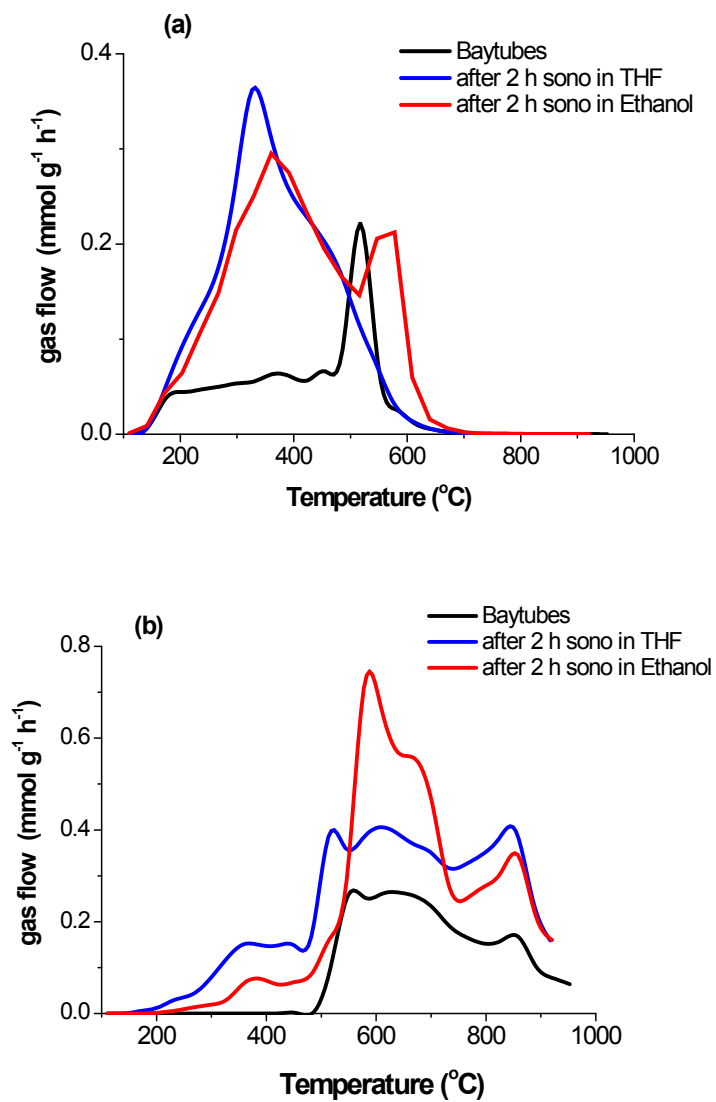 (a)
Baytubes
after 2 h sono in THF
after 2 h sono in Ethanol
0.4
0.2
0.0
gas flow (mmol g⁻¹ h⁻¹)
200 400 600 800 1000
Temperature (°C)
(b)
Baytubes
after 2 h sono in THF
after 2 h sono in Ethanol
0.8
0.6
0.4
0.2
0.0
gas flow (mmol g⁻¹ h⁻¹)
200 400 600 800 1000
Temperature (°C)